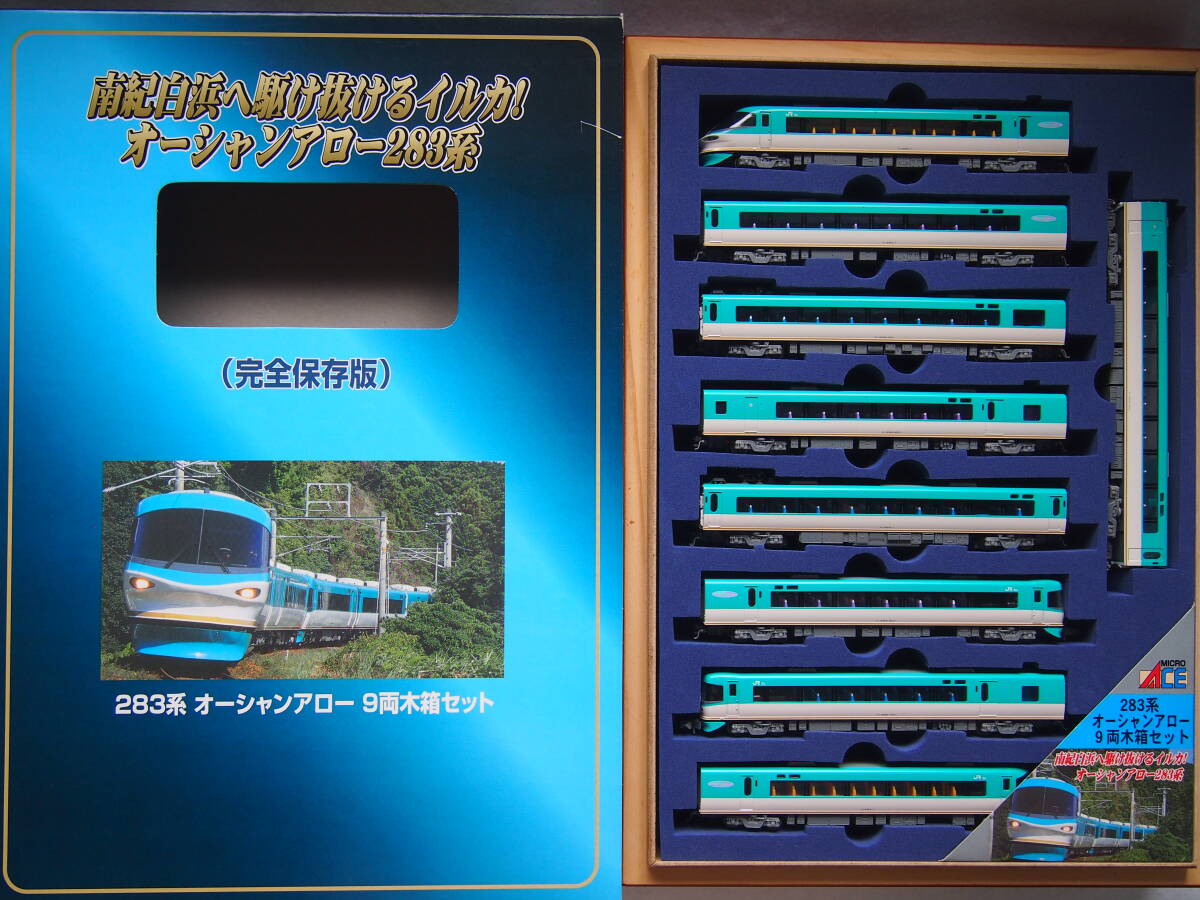 南紀白浜へ駆け抜けるイルカ!
オーシャンアロー283系
(完全保存版)
283系 オーシャンアロー 9両木箱セット
MICRO
ACE
283系
オーシャンアロー
9両木箱セット
南紀白浜へ駆け抜けるイルカ!
オーシャンアロー283系